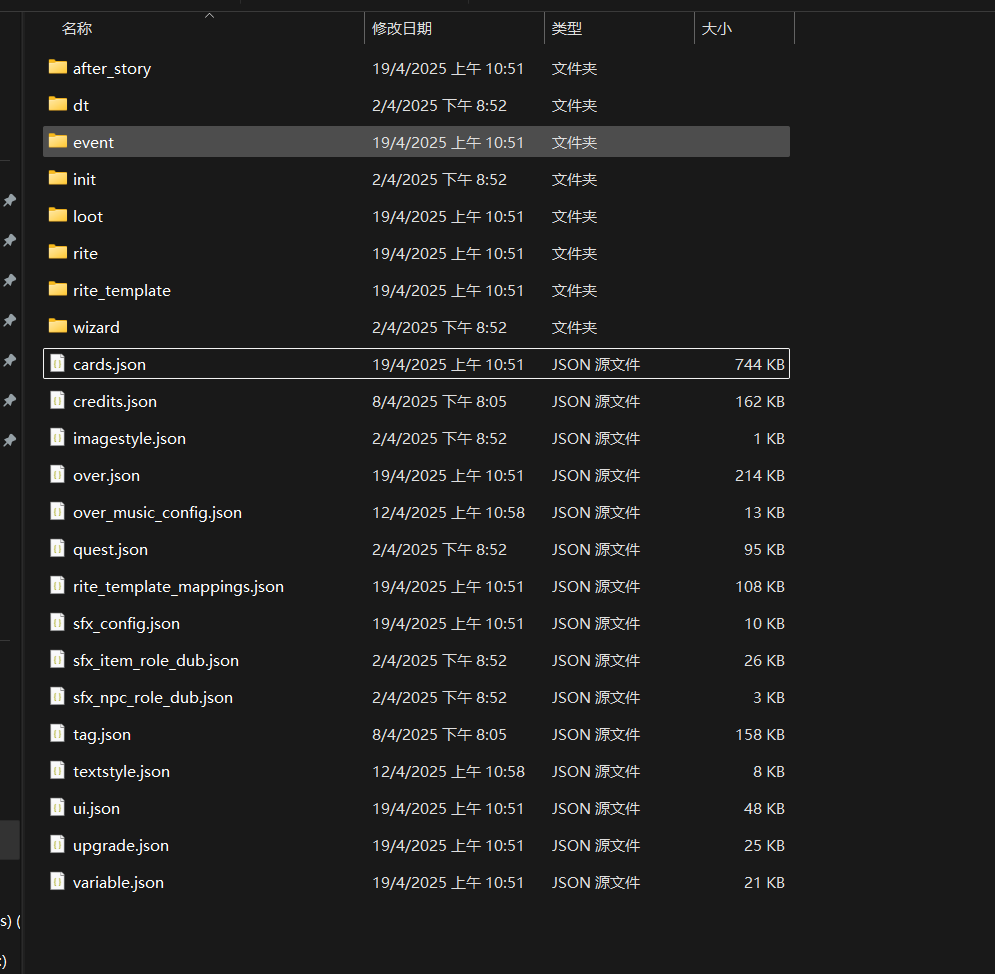 名称 修改日期 类型 大小
after_story 19/4/2025 上午 10:51 文件夹
dt 2/4/2025 下午 8:52 文件夹
event 19/4/2025 上午 10:51 文件夹
init 2/4/2025 下午 8:52 文件夹
loot 19/4/2025 上午 10:51 文件夹
rite 19/4/2025 上午 10:51 文件夹
rite_template 19/4/2025 上午 10:51 文件夹
wizard 2/4/2025 下午 8:52 文件夹
cards.json 19/4/2025 上午 10:51 JSON 源文件 744 KB
credits.json 8/4/2025 下午 8:05 JSON 源文件 162 KB
imagestyle.json 2/4/2025 下午 8:52 JSON 源文件 1 KB
over.json 19/4/2025 上午 10:51 JSON 源文件 214 KB
over_music_config.json 12/4/2025 上午 10:58 JSON 源文件 13 KB
quest.json 2/4/2025 下午 8:52 JSON 源文件 95 KB
rite_template_mappings.json 19/4/2025 上午 10:51 JSON 源文件 108 KB
sfx_config.json 19/4/2025 上午 10:51 JSON 源文件 10 KB
sfx_item_role_dub.json 2/4/2025 下午 8:52 JSON 源文件 26 KB
sfx_npc_role_dub.json 2/4/2025 下午 8:52 JSON 源文件 3 KB
tag.json 8/4/2025 下午 8:05 JSON 源文件 158 KB
textstyle.json 12/4/2025 上午 10:58 JSON 源文件 8 KB
ui.json 19/4/2025 上午 10:51 JSON 源文件 48 KB
upgrade.json 19/4/2025 上午 10:51 JSON 源文件 25 KB
variable.json 19/4/2025 上午 10:51 JSON 源文件 21 KB
s) (
:)